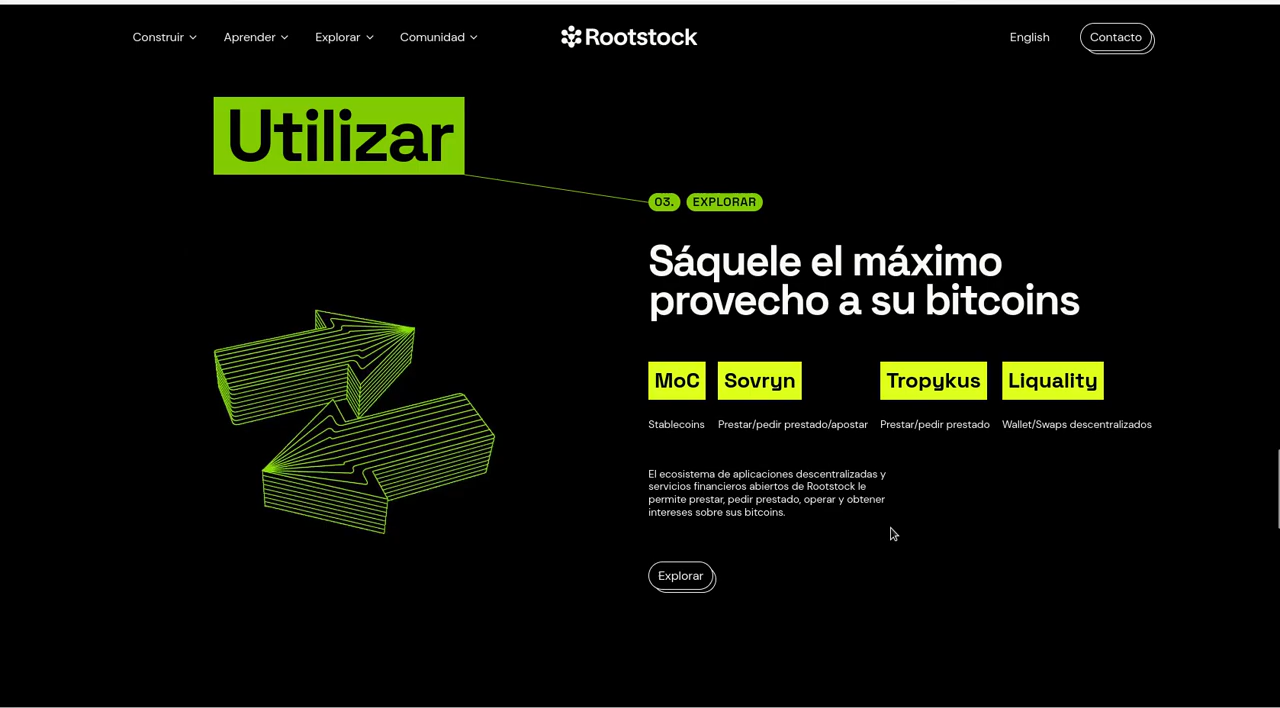 Construir Aprender Explorar Comunidad Rootstock English Contacto
Utilizar
03. EXPLORAR
Sáquele el máximo
provecho a su bitcoins
MoC Sovryn Tropykus Liquality
Stablecoins Prestar/pedir prestado/apostar Prestar/pedir prestado Wallet/Swaps descentralizados
El ecosistema de aplicaciones descentralizadas y
servicios financieros abiertos de Rootstock le
permite prestar, pedir prestado, operar y obtener
intereses sobre sus bitcoins.
Explorar